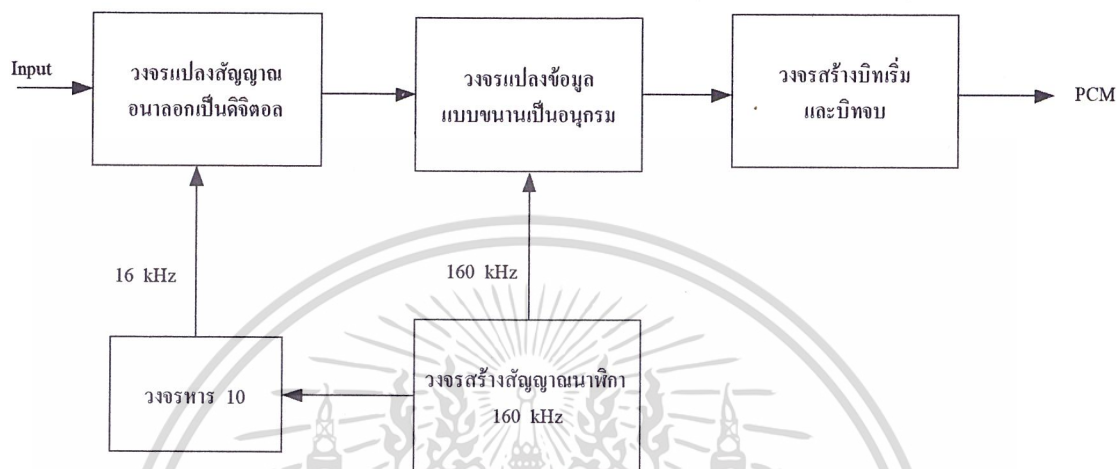 Input
วงจรแปลงสัญญาณ
อนาลอกเป็นดิจิตอล
วงจรแปลงข้อมูล
แบบขนานเป็นอนุกรม
วงจรสร้างบิทเริ่ม
และบิทจบ
PCM
16 kHz
160 kHz
วงจรหาร 10
วงจรสร้างสัญญาณนาฬิกา
160 kHz